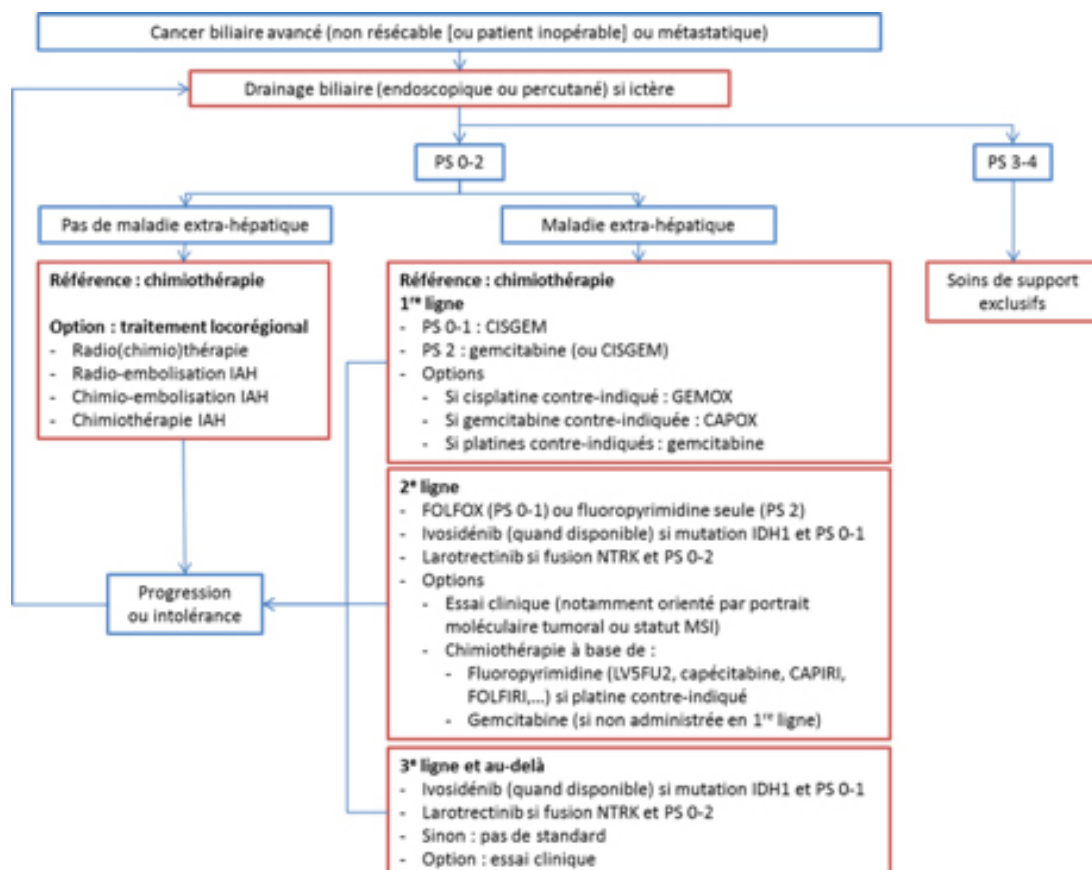 Cancer biliaire avancé (non résécable [ou patient inopérable] ou métastatique)
Drainage biliaire (endoscopique ou percutané) si ictère
PS 0-2
PS 3-4
Pas de maladie extra-hépatique
Maladie extra-hépatique
Référence : chimiothérapie
Option : traitement locorégional
- Radio(chimio)thérapie
- Radio-embolisation IAH
- Chimio-embolisation IAH
- Chimiothérapie IAH
Référence : chimiothérapie
1re ligne
- PS 0-1 : CISGEM
- PS 2 : gemcitabine (ou CISGEM)
- Options
- Si cisplatine contre-indiqué : GEMOX
- Si gemcitabine contre-indiquée : CAPOX
- Si platines contre-indiqués : gemcitabine
Soins de support
exclusifs
2e ligne
- FOLFOX (PS 0-1) ou fluoropyrimidine seule (PS 2)
- Ivosidénib (quand disponible) si mutation IDH1 et PS 0-1
- Larotrectinib si fusion NTRK et PS 0-2
- Options
- Essai clinique (notamment orienté par portrait
moléculaire tumoral ou statut MSI)
- Chimiothérapie à base de :
- Fluoropyrimidine (LV5FU2, capécitabine, CAPIRI,
FOLFIRI,...) si platine contre-indiqué
- Gemcitabine (si non administrée en 1re ligne)
Progression
ou intolérance
3e ligne et au-delà
- Ivosidénib (quand disponible) si mutation IDH1 et PS 0-1
- Larotrectinib si fusion NTRK et PS 0-2
- Sinon : pas de standard
- Option : essai clinique